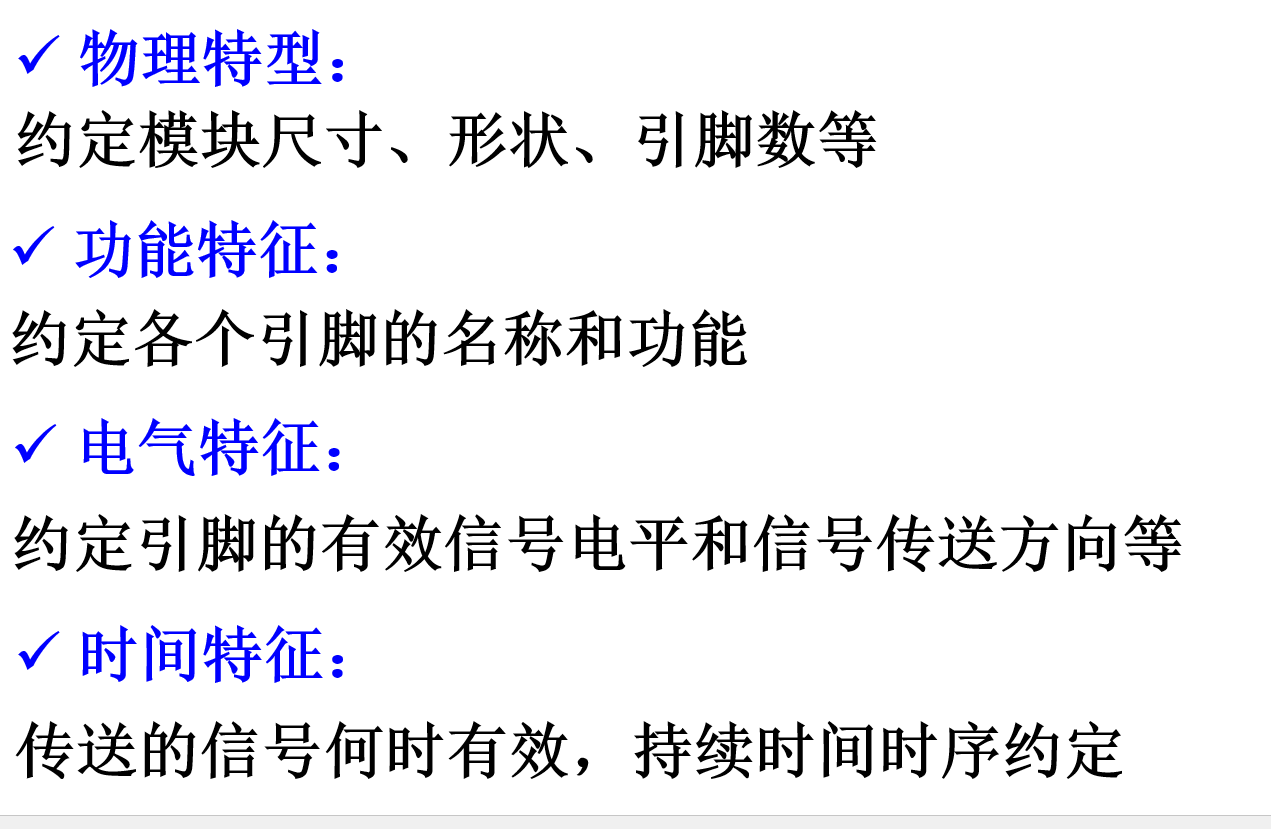 ✓ 物理特型：
约定模块尺寸、形状、引脚数等
✓ 功能特征：
约定各个引脚的名称和功能
✓ 电气特征：
约定引脚的有效信号电平和信号传送方向等
✓ 时间特征：
传送的信号何时有效，持续时间时序约定